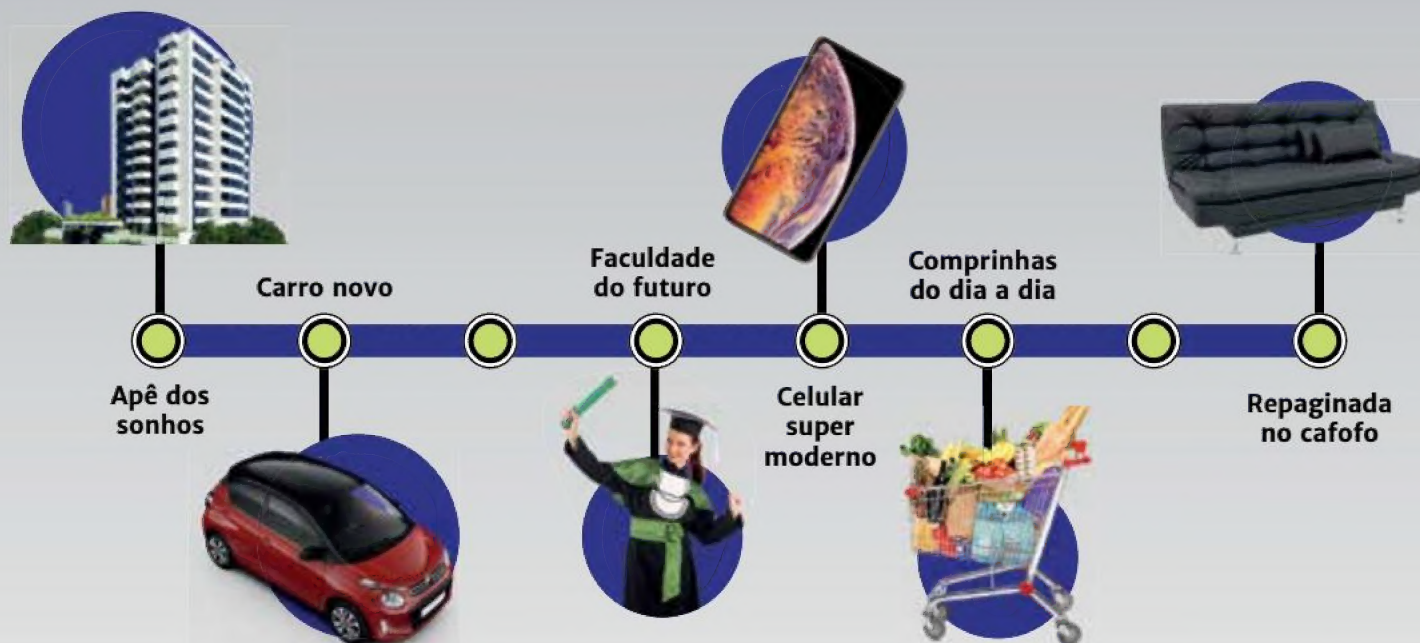 Apê dos
sonhos
Carro novo
Faculdade
do futuro
Celular
super
moderno
Comprinhas
do dia a dia
Repaginada
no cafofo